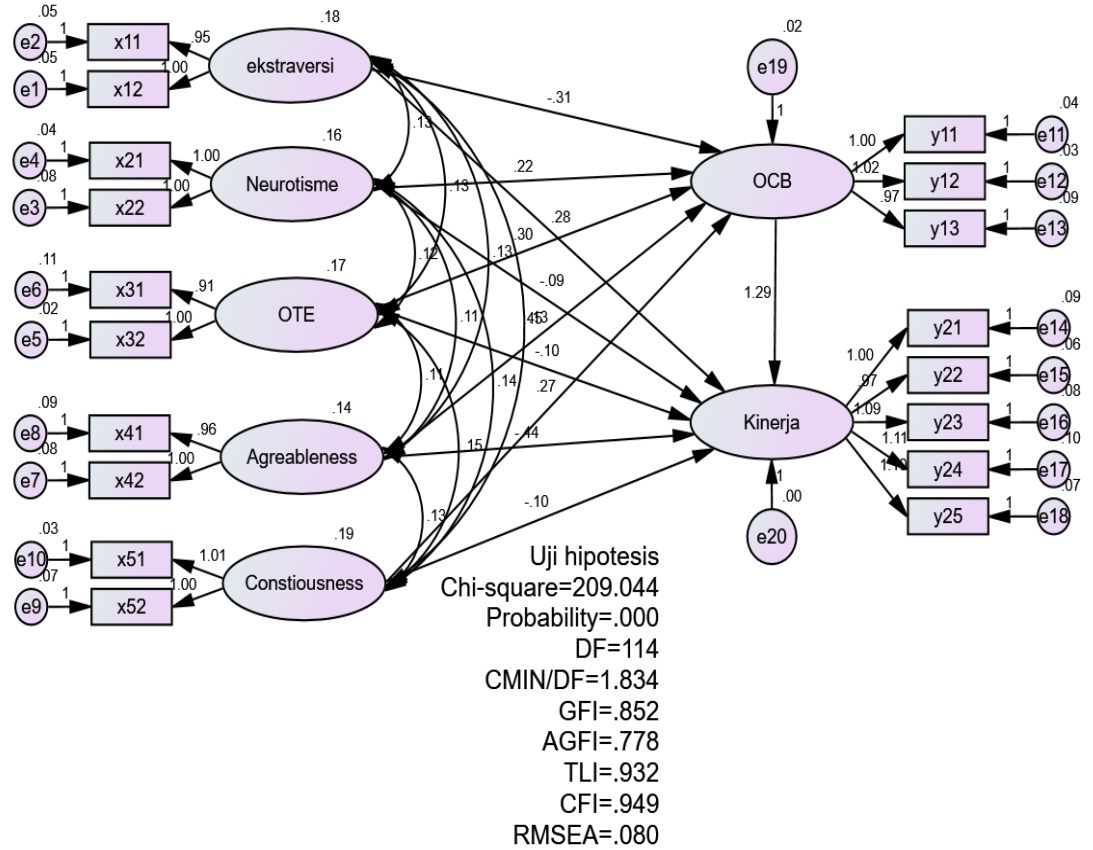 .05
e2
1
x11
.95
.18
ekstraversi
.05
e1
1
x12
1.00
.04
e4
1
x21
1.00
.16
Neurotisme
.08
e3
1
x22
1.00
.11
e6
1
x31
.91
.17
OTE
.02
e5
1
x32
1.00
.09
e8
1
x41
.96
.14
Agreableness
.08
e7
1
x42
1.00
.03
e10
1
x51
1.01
.19
Constiousness
.07
e9
1
x52
1.00
.13
.13
.12
.11
.11
.14
.15
.13
-.31
.22
.30
.13
.28
-.09
-.10
.27
-.44
-.10
.02
e19
1
OCB
1.29
Kinerja
1
.00
e20
1.00
y11
1
.04
e11
1.02
y12
1
.03
e12
.97
y13
1
.09
e13
1.00
y21
1
.09
e14
.97
y22
1
.06
e15
1.09
y23
1
.08
e16
1.11
y24
1
.10
e17
y25
1
.07
e18
Uji hipotesis
Chi-square=209.044
Probability=.000
DF=114
CMIN/DF=1.834
GFI=.852
AGFI=.778
TLI=.932
CFI=.949
RMSEA=.080